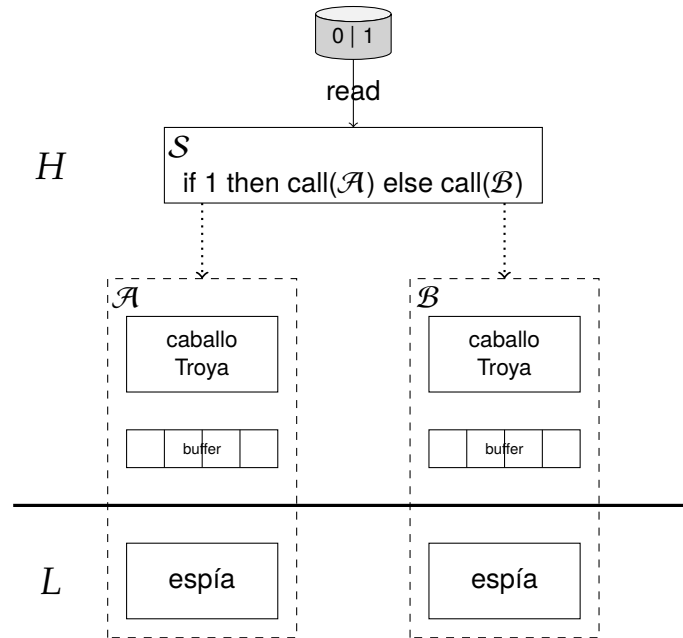 0 | 1
read
H
𝒮
if 1 then call(𝒜) else call(ℬ)
𝒜
ℬ
caballo
Troya
caballo
Troya
buffer
buffer
L
espía
espía